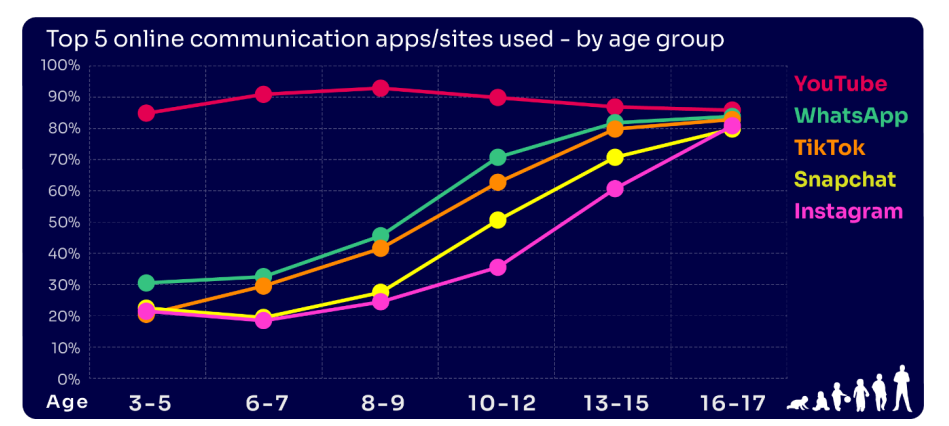 Top 5 online communication apps/sites used - by age group
100%
90%
80%
70%
60%
50%
40%
30%
20%
10%
0%
YouTube
WhatsApp
TikTok
Snapchat
Instagram
Age 3-5 6-7 8-9 10-12 13-15 16-17